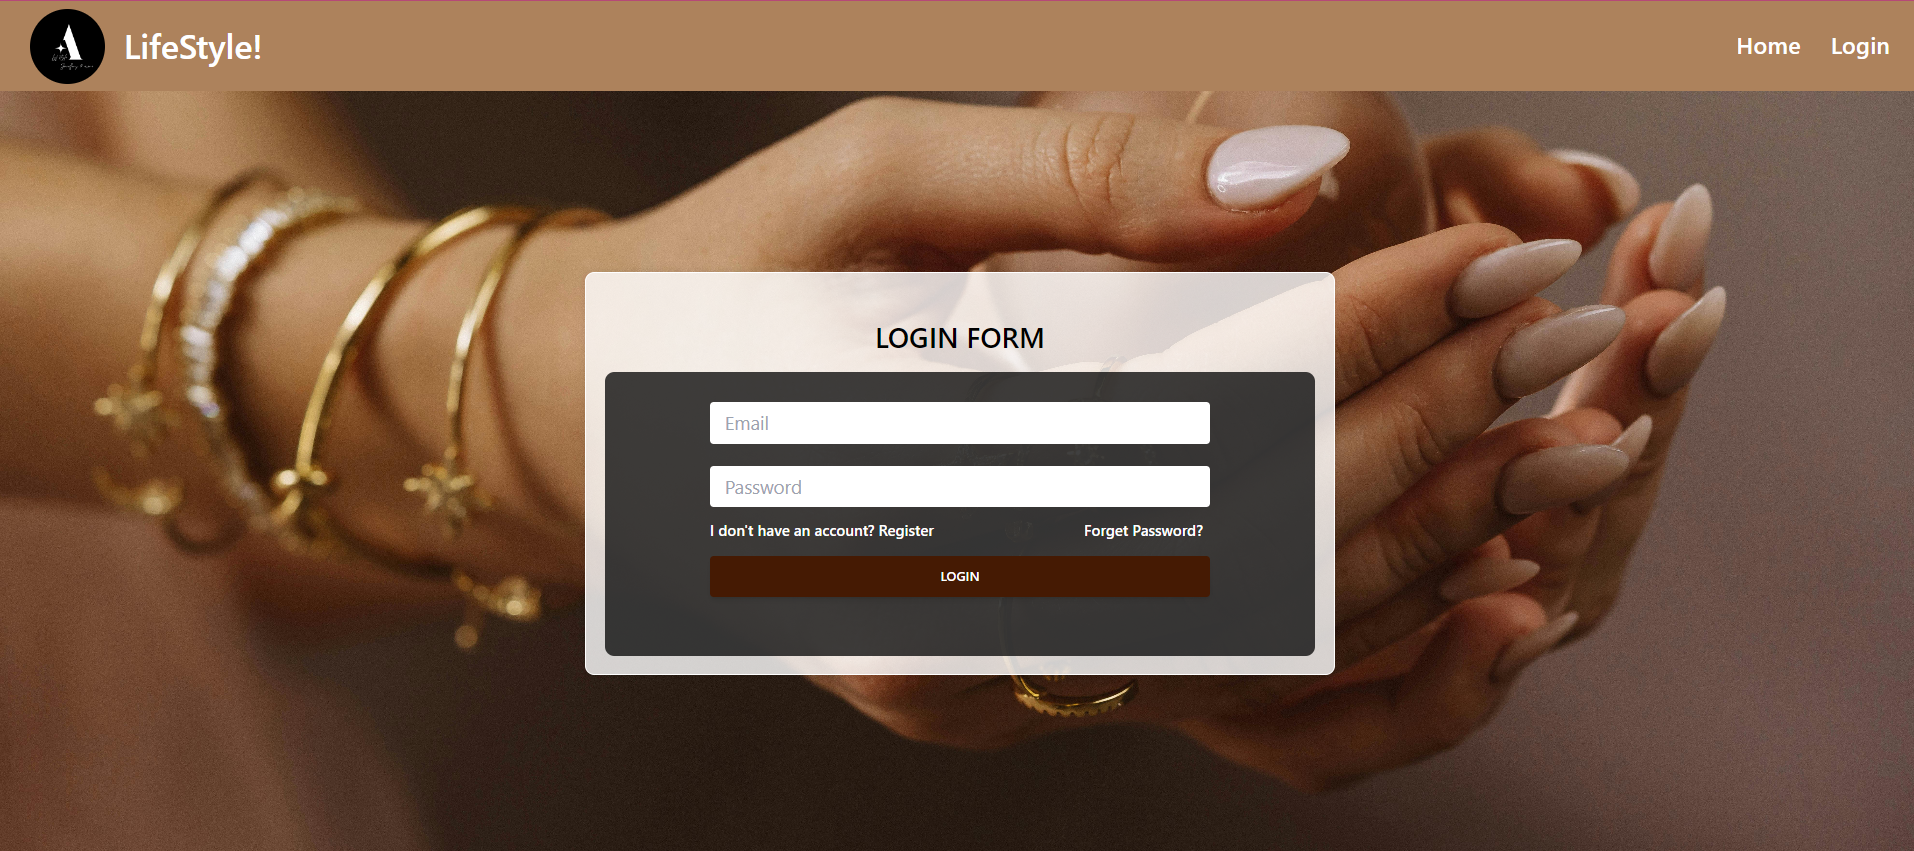 A
LifeStyle!
Home
Login
LOGIN FORM
Email
Password
I don't have an account? Register
Forget Password?
LOGIN